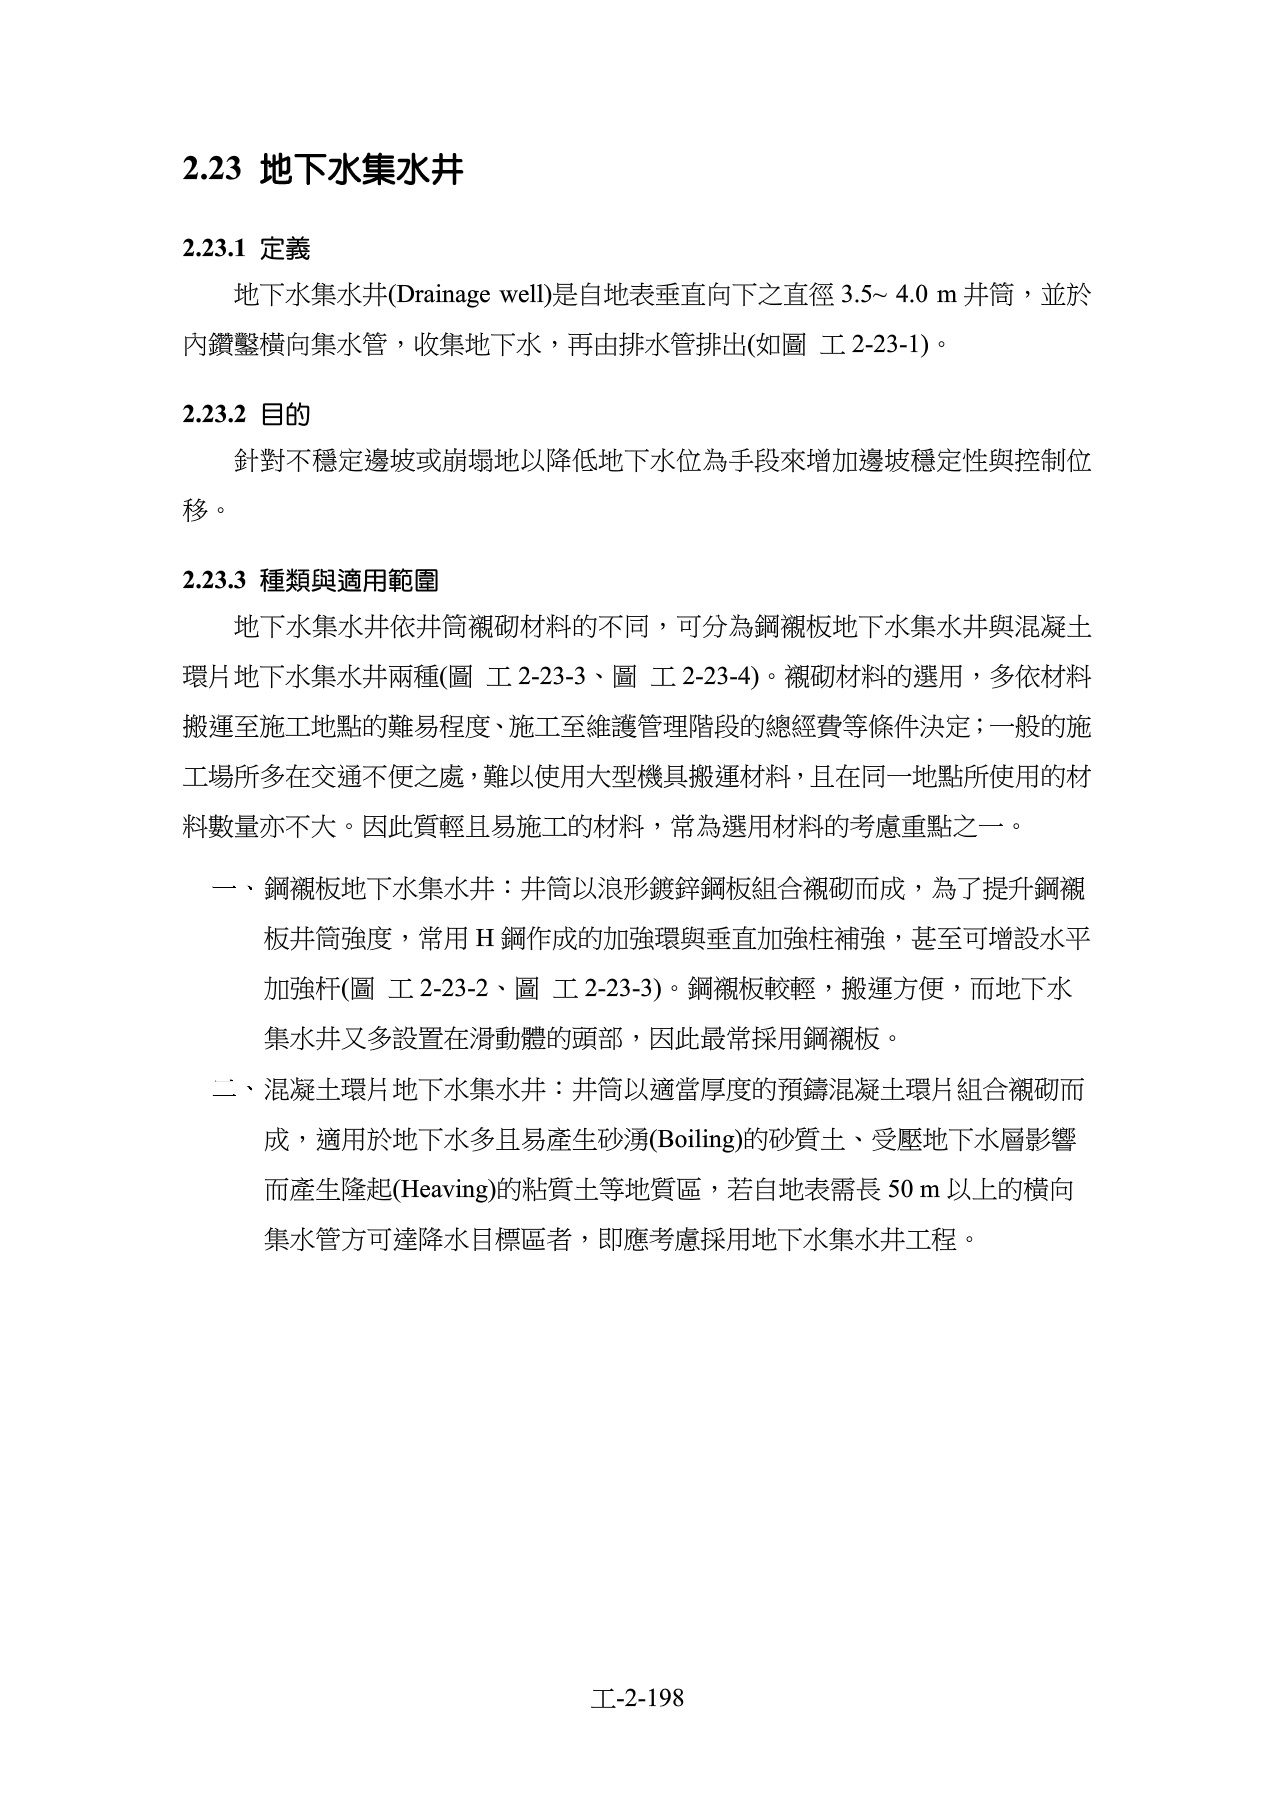 2.23 地下水集水井
2.23.1 定義
地下水集水井(Drainage well)是自地表垂直向下之直徑 3.5~ 4.0 m 井筒，並於
內鑽鑿橫向集水管，收集地下水，再由排水管排出(如圖 工 2-23-1)。
2.23.2 目的
針對不穩定邊坡或崩塌地以降低地下水位為手段來增加邊坡穩定性與控制位
移。
2.23.3 種類與適用範圍
地下水集水井依井筒襯砌材料的不同，可分為鋼襯板地下水集水井與混凝土
環片地下水集水井兩種(圖 工 2-23-3、圖 工 2-23-4)。襯砌材料的選用，多依材料
搬運至施工地點的難易程度、施工至維護管理階段的總經費等條件決定；一般的施
工場所多在交通不便之處，難以使用大型機具搬運材料，且在同一地點所使用的材
料數量亦不大。因此質輕且易施工的材料，常為選用材料的考慮重點之一。
一、鋼襯板地下水集水井：井筒以浪形鍍鋅鋼板組合襯砌而成，為了提升鋼襯
板井筒強度，常用 H 鋼作成的加強環與垂直加強柱補強，甚至可增設水平
加強杆(圖 工 2-23-2、圖 工 2-23-3)。鋼襯板較輕，搬運方便，而地下水
集水井又多設置在滑動體的頭部，因此最常採用鋼襯板。
二、混凝土環片地下水集水井：井筒以適當厚度的預鑄混凝土環片組合襯砌而
成，適用於地下水多且易產生砂湧(Boiling)的砂質土、受壓地下水層影響
而產生隆起(Heaving)的粘質土等地質區，若自地表需長 50 m 以上的橫向
集水管方可達降水目標區者，即應考慮採用地下水集水井工程。
工-2-198